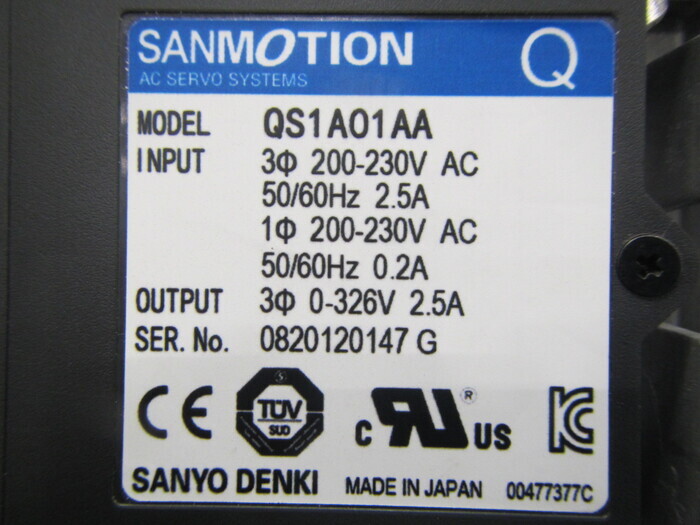 SANMOTION Q
AC SERVO SYSTEMS
MODEL QS1A01AA
INPUT 3Φ 200-230V AC
50/60Hz 2.5A
1Φ 200-230V AC
50/60Hz 0.2A
OUTPUT 3Φ 0-326V 2.5A
SER. No. 0820120147 G
CE TÜV SÜD c RU ® US KC
SANYO DENKI MADE IN JAPAN 00477377C